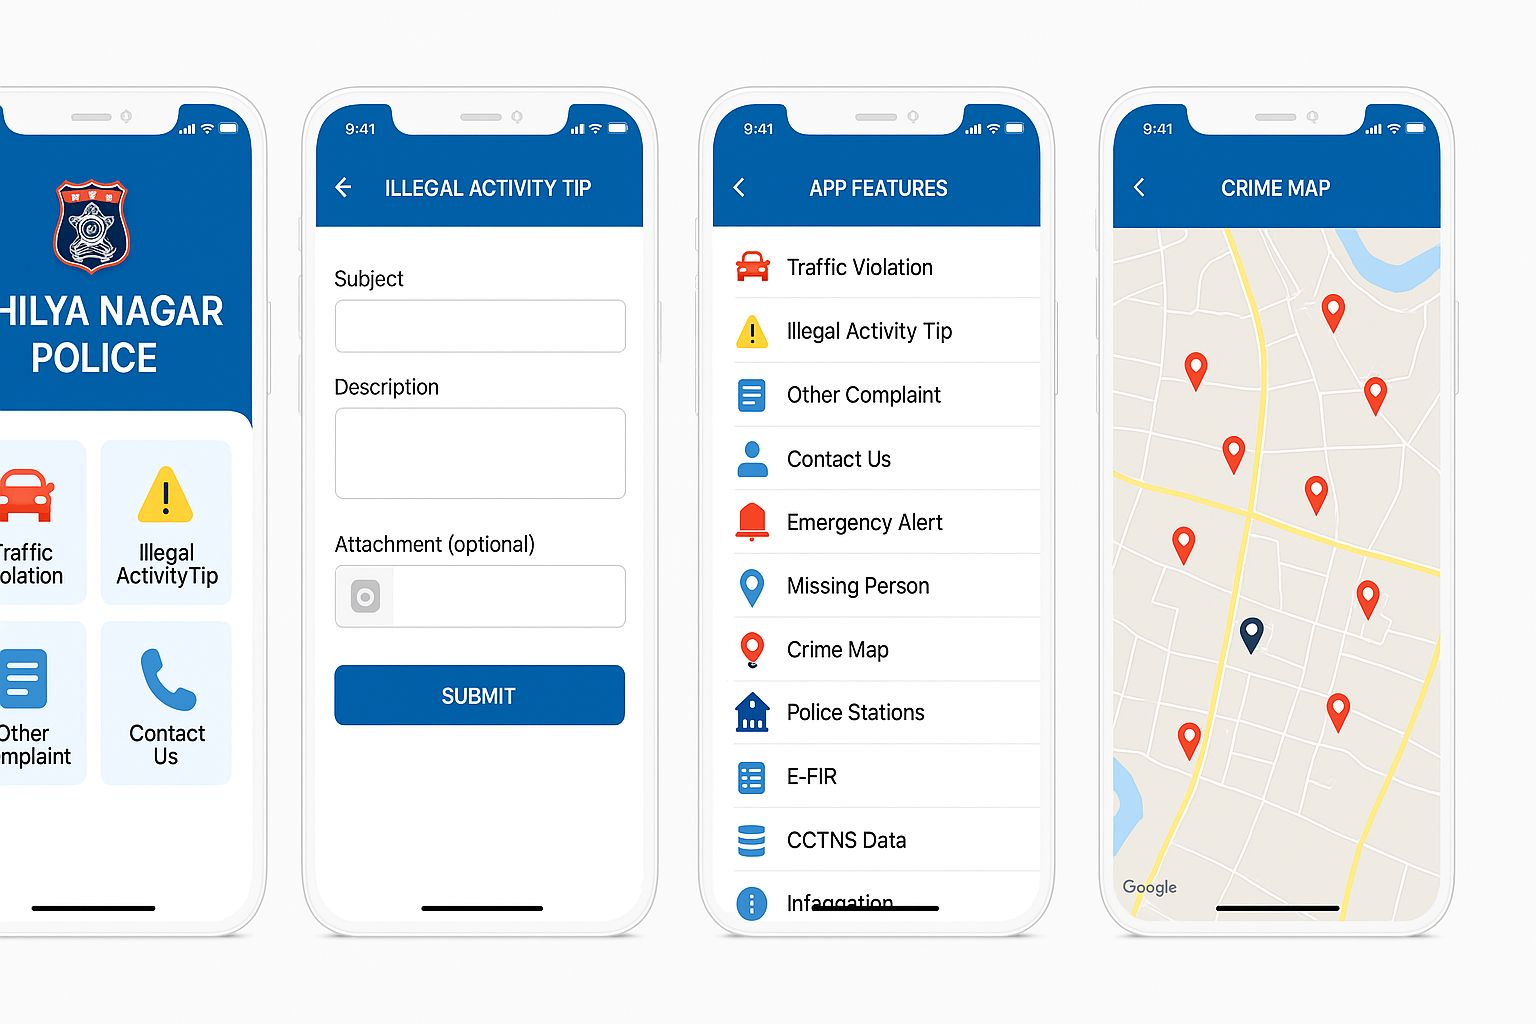 HILYA NAGAR
POLICE
raffic
olation
Illegal
ActivityTip
Other
mplaint
Contact
Us
9:41
ILLEGAL ACTIVITY TIP
Subject
Description
Attachment (optional)
SUBMIT
9:41
APP FEATURES
Traffic Violation
Illegal Activity Tip
Other Complaint
Contact Us
Emergency Alert
Missing Person
Crime Map
Police Stations
E-FIR
CCTNS Data
Infaqgation
9:41
CRIME MAP
Google